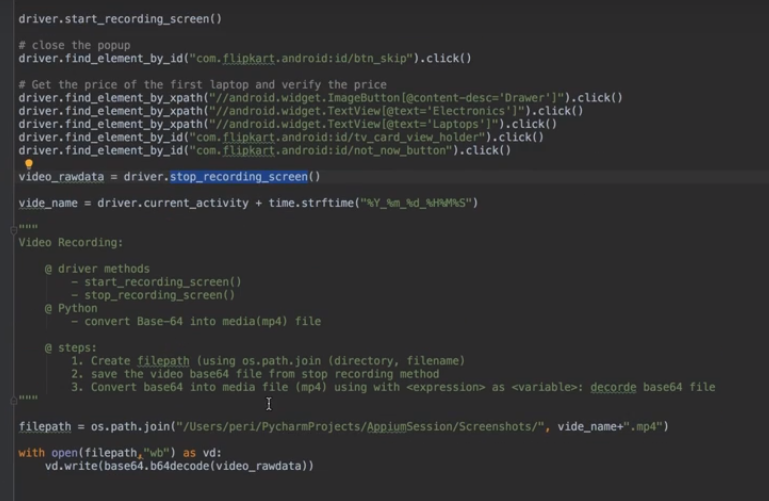 driver.start_recording_screen()
# close the popup
driver.find_element_by_id("com.flipkart.android:id/btn_skip").click()
# Get the price of the first laptop and verify the price
driver.find_element_by_xpath("//android.widget.ImageButton[@content-desc='Drawer']").click()
driver.find_element_by_xpath("//android.widget.TextView[@text='Electronics']").click()
driver.find_element_by_xpath("//android.widget.TextView[@text='Laptops']").click()
driver.find_element_by_id("com.flipkart.android:id/tv_card_view_holder").click()
driver.find_element_by_id("com.flipkart.android:id/not_now_button").click()
video_rawdata = driver.stop_recording_screen()
vide_name = driver.current_activity + time.strftime("%Y_%m_%d_%H%M%S")
"""
Video Recording:
@ driver methods
- start_recording_screen()
- stop_recording_screen()
@ Python
- convert Base-64 into media(mp4) file
@ steps:
1. Create filepath (using os.path.join (directory, filename)
2. save the video base64 file from stop recording method
3. Convert base64 into media file (mp4) using with <expression> as <variable>: decorde base64 file
"""
filepath = os.path.join("/Users/peri/PycharmProjects/AppiumSession/Screenshots/", vide_name+".mp4")
with open(filepath,"wb") as vd:
vd.write(base64.b64decode(video_rawdata))